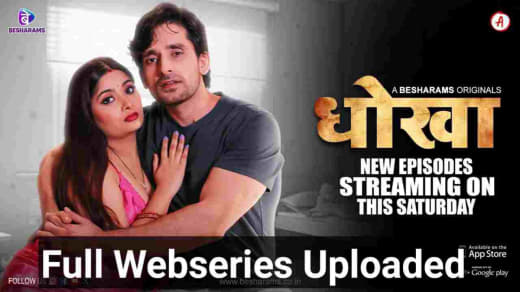 BESHARAMS
A
A BESHARAMS ORIGINALS
धोखा
NEW EPISODES
STREAMING ON
THIS SATURDAY
Full Webseries Uploaded
Available on the
App Store
Google play
FOLLOW
www.besharams.co.in